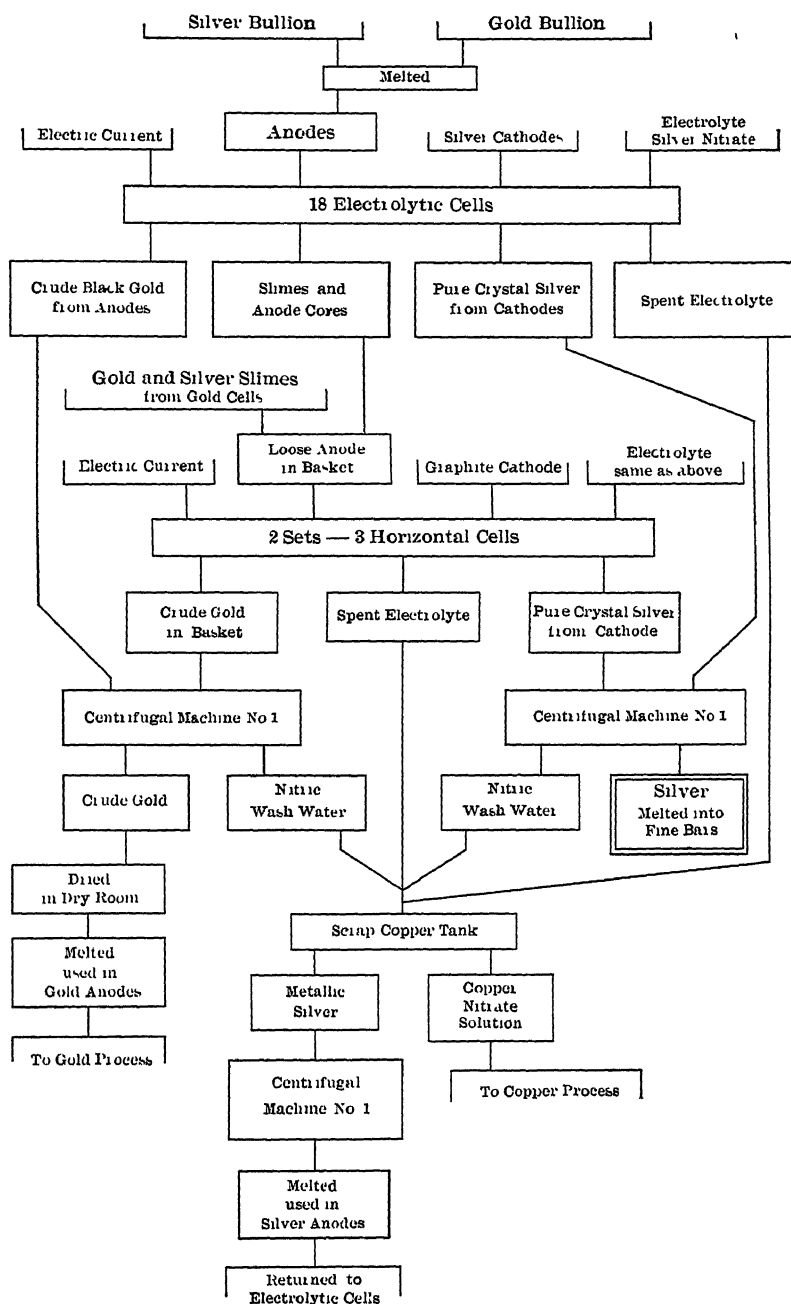 Silver Bullion
Gold Bullion
Melted
Electric Current
Anodes
Silver Cathodes
Electrolyte
Silver Nitrate
18 Electrolytic Cells
Crude Black Gold
from Anodes
Slimes and
Anode Cores
Pure Crystal Silver
from Cathodes
Spent Electrolyte
Gold and Silver Slimes
from Gold Cells
Electric Current
Loose Anode
in Basket
Graphite Cathode
Electrolyte
same as above
2 Sets — 3 Horizontal Cells
Crude Gold
in Basket
Spent Electrolyte
Pure Crystal Silver
from Cathode
Centrifugal Machine No 1
Centrifugal Machine No 1
Crude Gold
Nitric
Wash Water
Nitric
Wash Water
Silver
Melted into
Fine Bars
Dried
in Dry Room
Scrap Copper Tank
Melted
used in
Gold Anodes
Metallic
Silver
Copper
Nitrate
Solution
To Gold Process
Centrifugal
Machine No 1
To Copper Process
Melted
used in
Silver Anodes
Returned to
Electrolytic Cells